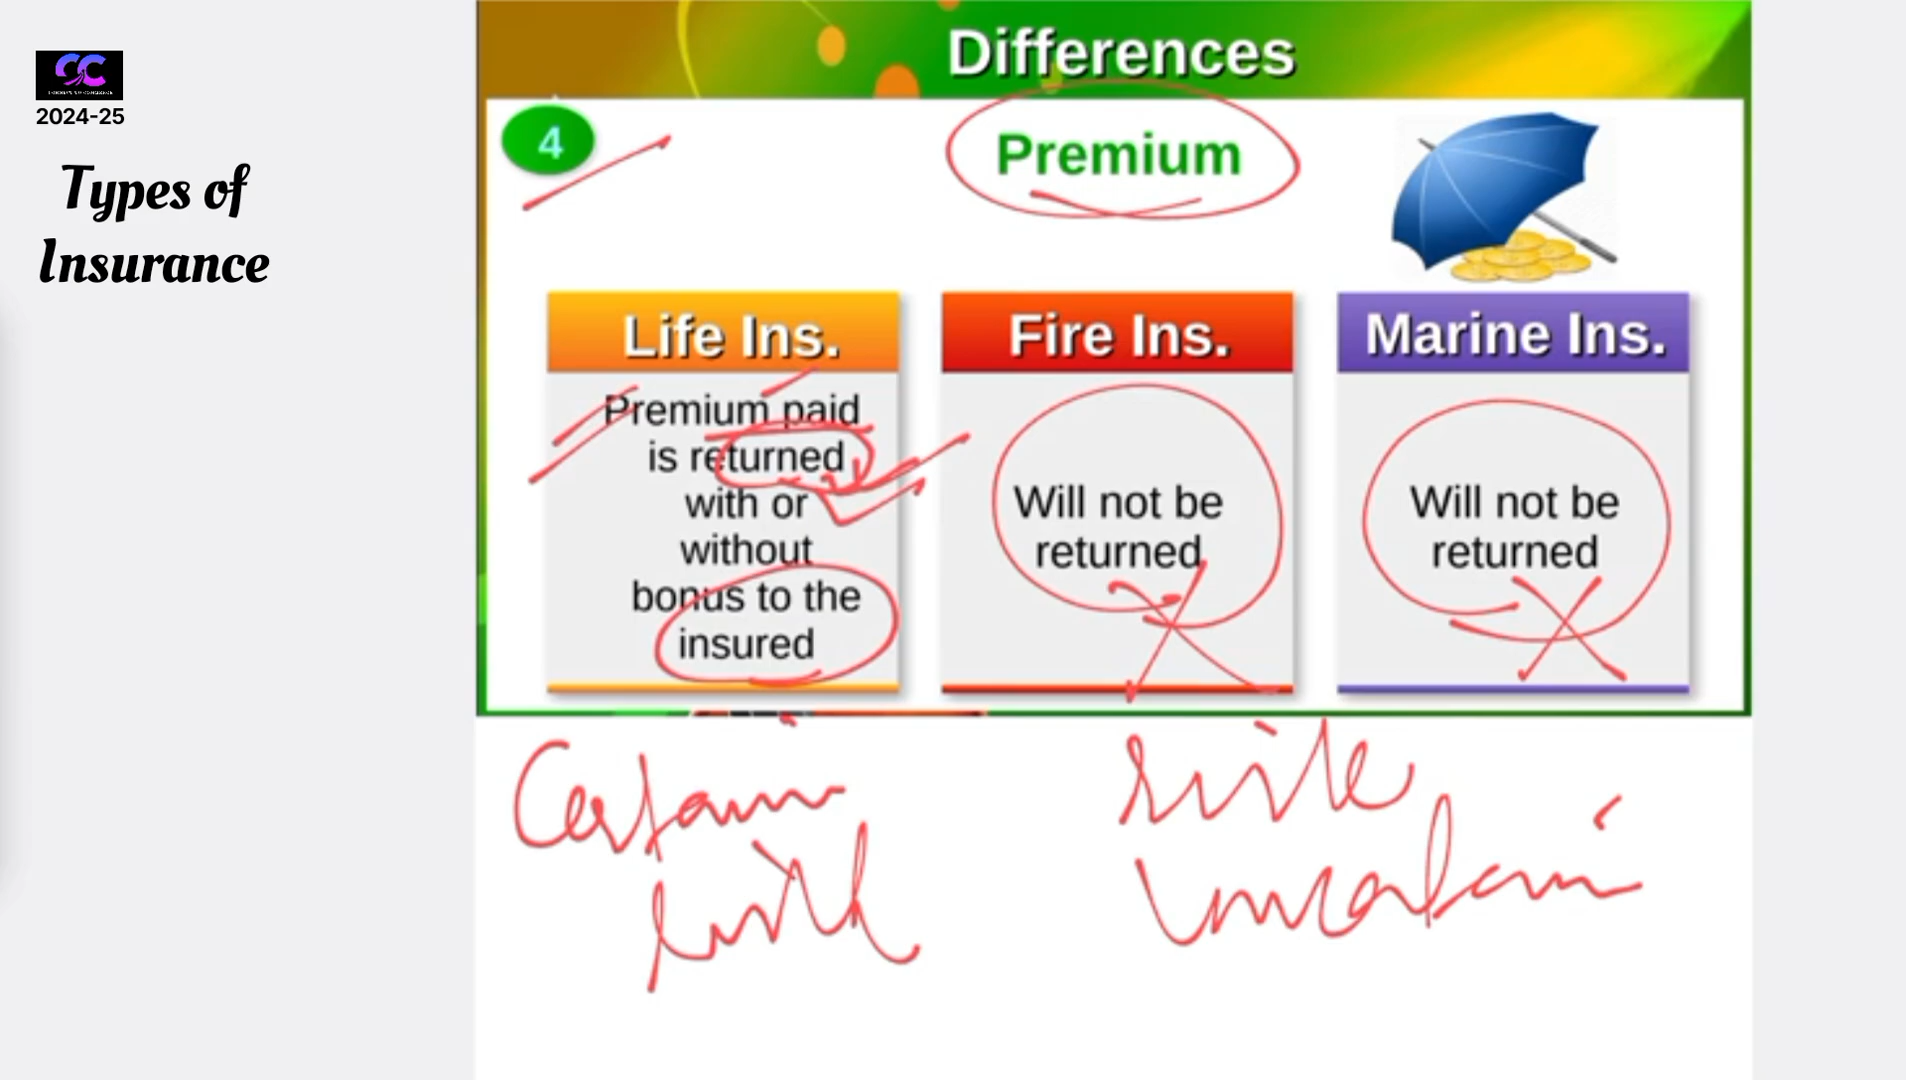 2024-25
Types of
Insurance
Differences
4
Premium
Life Ins.
Premium paid
is returned
with or
without
bonus to the
insured
Fire Ins.
Will not be
returned
Marine Ins.
Will not be
returned
Certain
risk
risk
uncertain